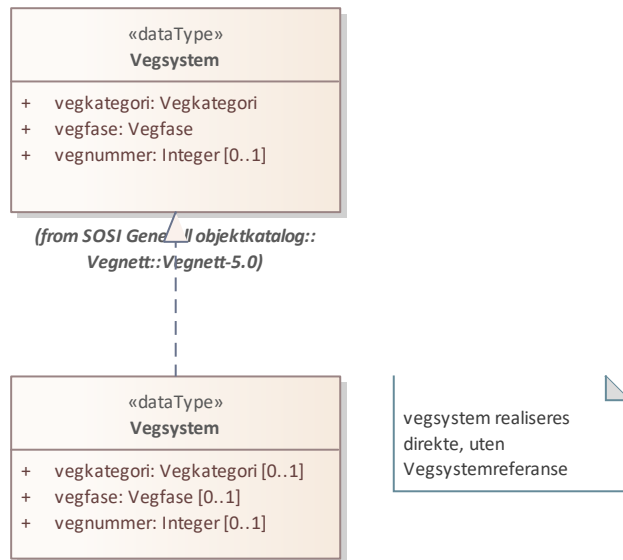 «dataType»
Vegsystem
+ vegkategori: Vegkategori
+ vegfase: Vegfase
+ vegnummer: Integer [0..1]
(from SOSI Generell objektkatalog::
Vegnett::Vegnett-5.0)
«dataType»
Vegsystem
+ vegkategori: Vegkategori [0..1]
+ vegfase: Vegfase [0..1]
+ vegnummer: Integer [0..1]
vegsystem realiseres
direkte, uten
Vegsystemreferanse